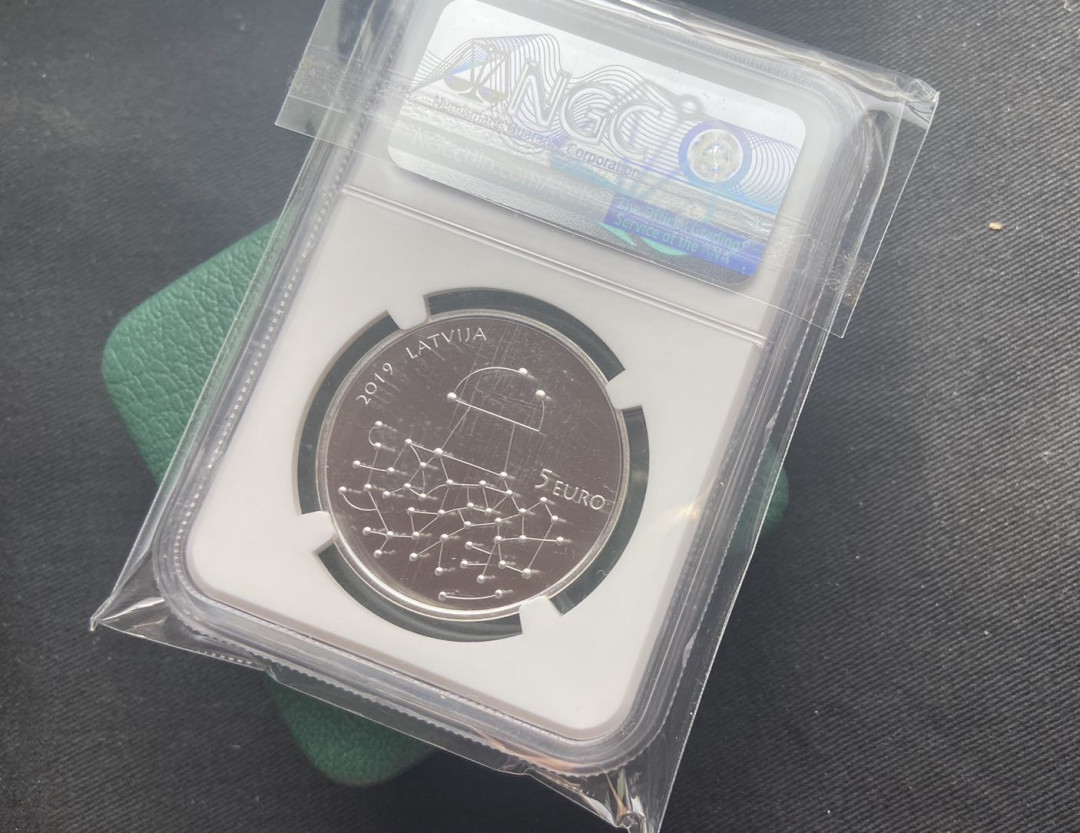 NGC
Numismatic Guaranty Corporation
The Official Grading
Service of the ANA
2019 LATVIJA
5 EURO